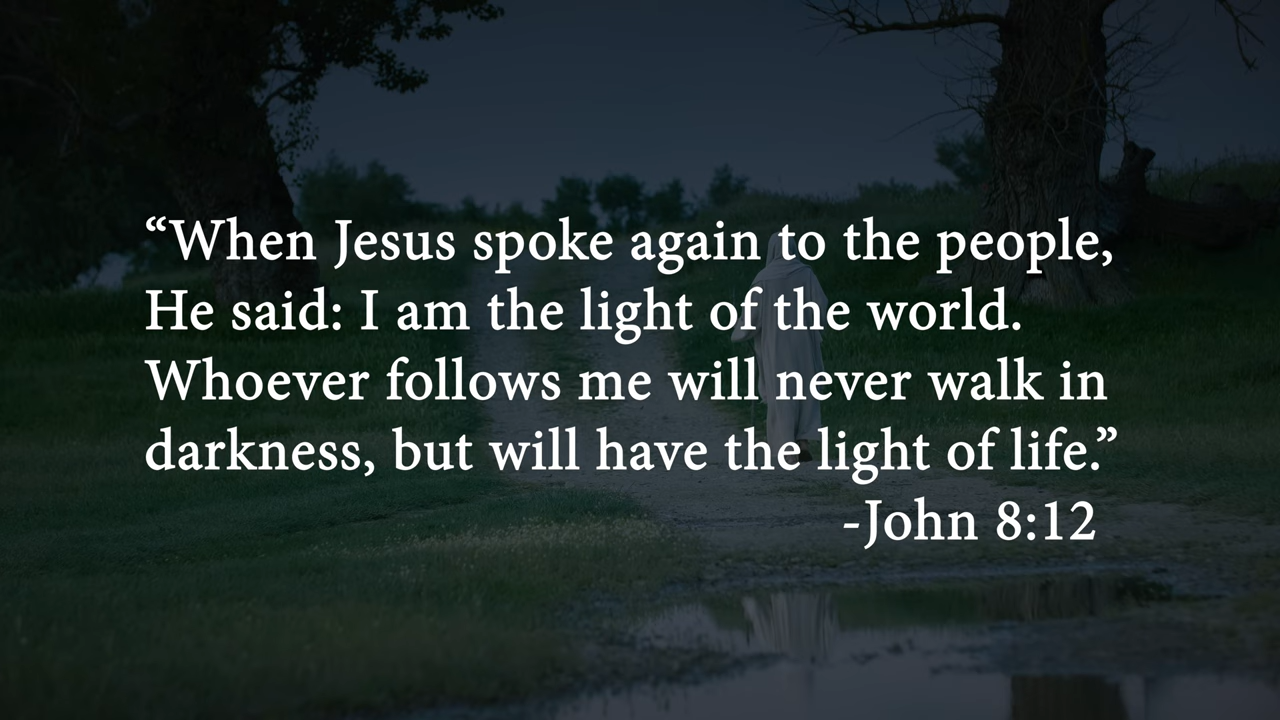 “When Jesus spoke again to the people,
He said: I am the light of the world.
Whoever follows me will never walk in
darkness, but will have the light of life.”
-John 8:12